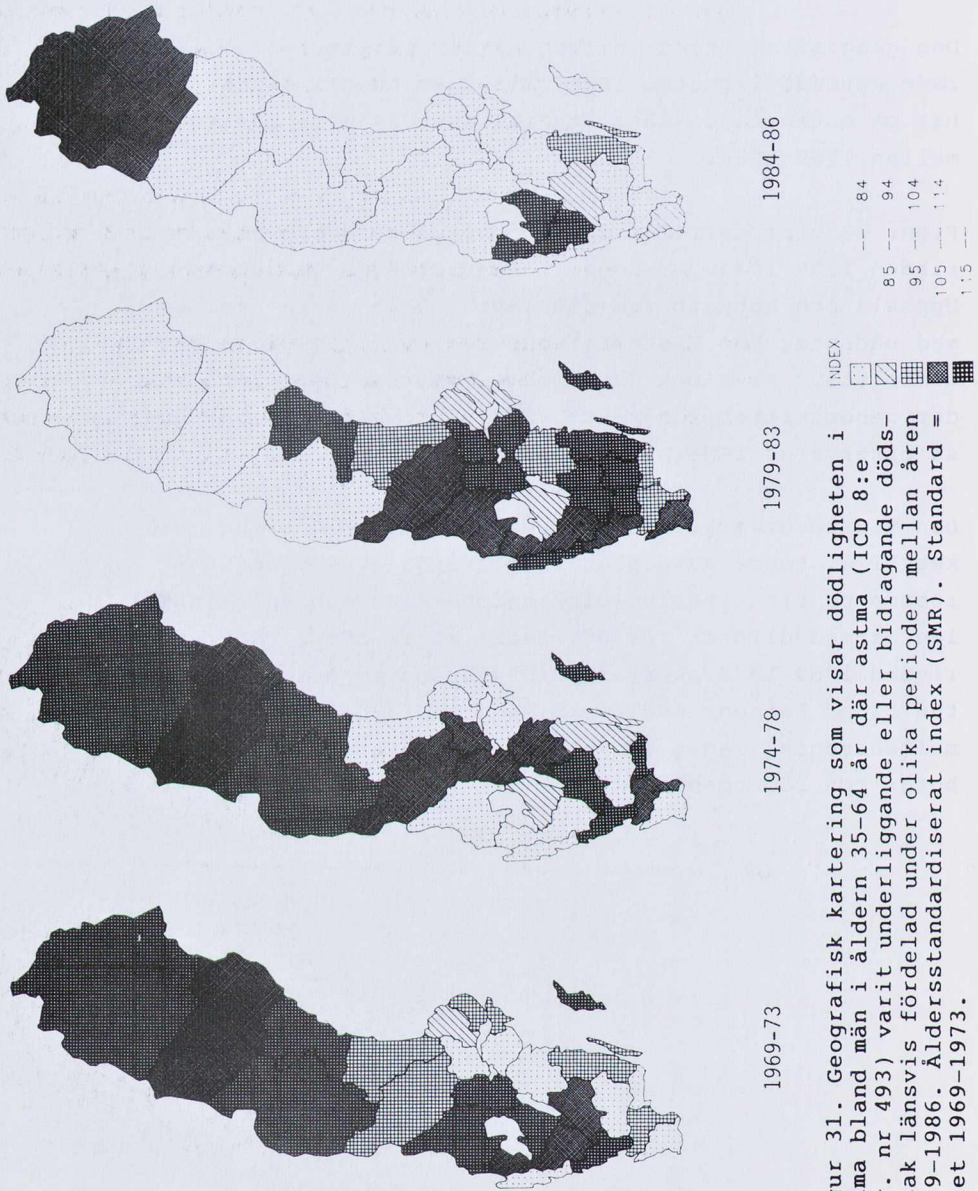 1969-73
1974-78
1979-83
1984-86
ur 31. Geografisk kartering som visar dödligheten i
ma bland män i åldern 35-64 år där astma (ICD 8:e
. nr 493) varit underliggande eller bidragande döds-
ak länsvis fördelad under olika perioder mellan åren
9-1986. Åldersstandardiserat index (SMR). Standard =
et 1969-1973.
INDEX
-- 84
85 -- 94
95 -- 104
105 -- 114
115 --